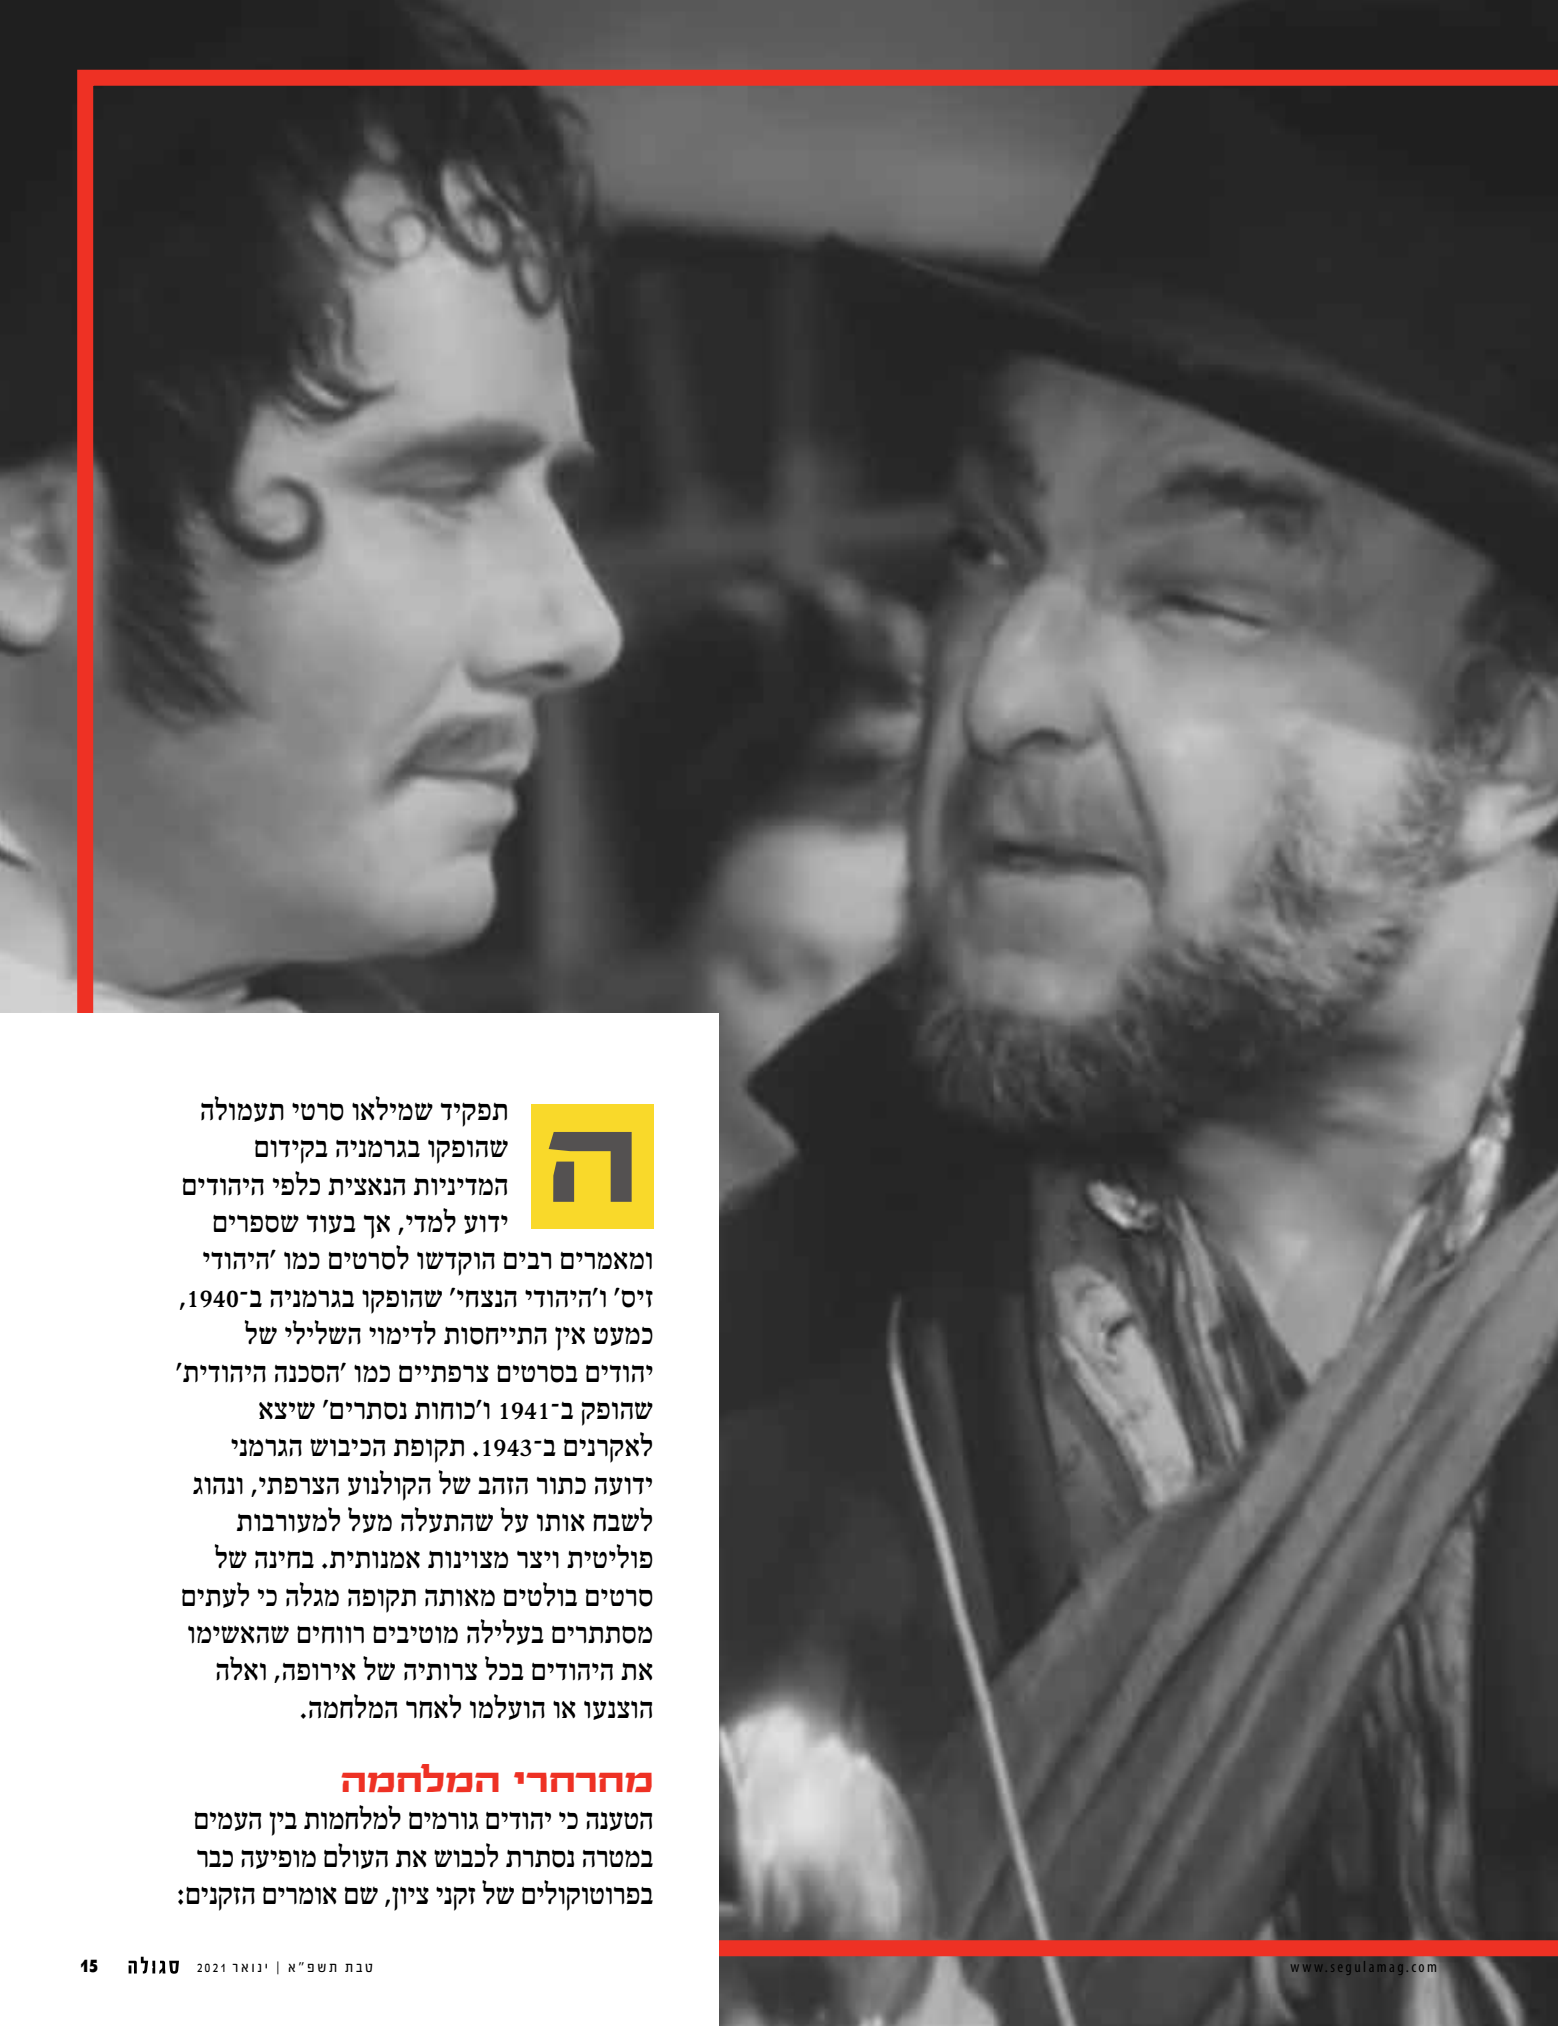 התפקיד שמילאו סרטי תעמולה
שהופקו בגרמניה בקידום
המדיניות הנאצית כלפי היהודים
ידוע למדי, אך בעוד שספרים
ומאמרים רבים הוקדשו לסרטים כמו 'היהודי
זיס' ו'היהודי הנצחי' שהופקו בגרמניה ב־1940,
כמעט אין התייחסות לדימוי השלילי של
יהודים בסרטים צרפתיים כמו 'הסכנה היהודית'
שהופק ב־1941 ו'כוחות נסתרים' שיצא
לאקרנים ב־1943. תקופת הכיבוש הגרמני
ידועה כתור הזהב של הקולנוע הצרפתי, ונהוג
לשבח אותו על שהתעלה מעל למעורבות
פוליטית ויצר מצוינות אמנותית. בחינה של
סרטים בולטים מאותה תקופה מגלה כי לעתים
מסתתרים בעלילה מוטיבים רווחים שהאשימו
את היהודים בכל צרותיה של אירופה, ואלה
הוצנעו או הועלמו לאחר המלחמה.
מחרחרי המלחמה
הטענה כי יהודים גורמים למלחמות בין העמים
במטרה נסתרת לכבוש את העולם מופיעה כבר
בפרוטוקולים של זקני ציון, שם אומרים הזקנים:
www.segulamag.com
טבת תשפ"א | ינואר 2021 סגולה 15